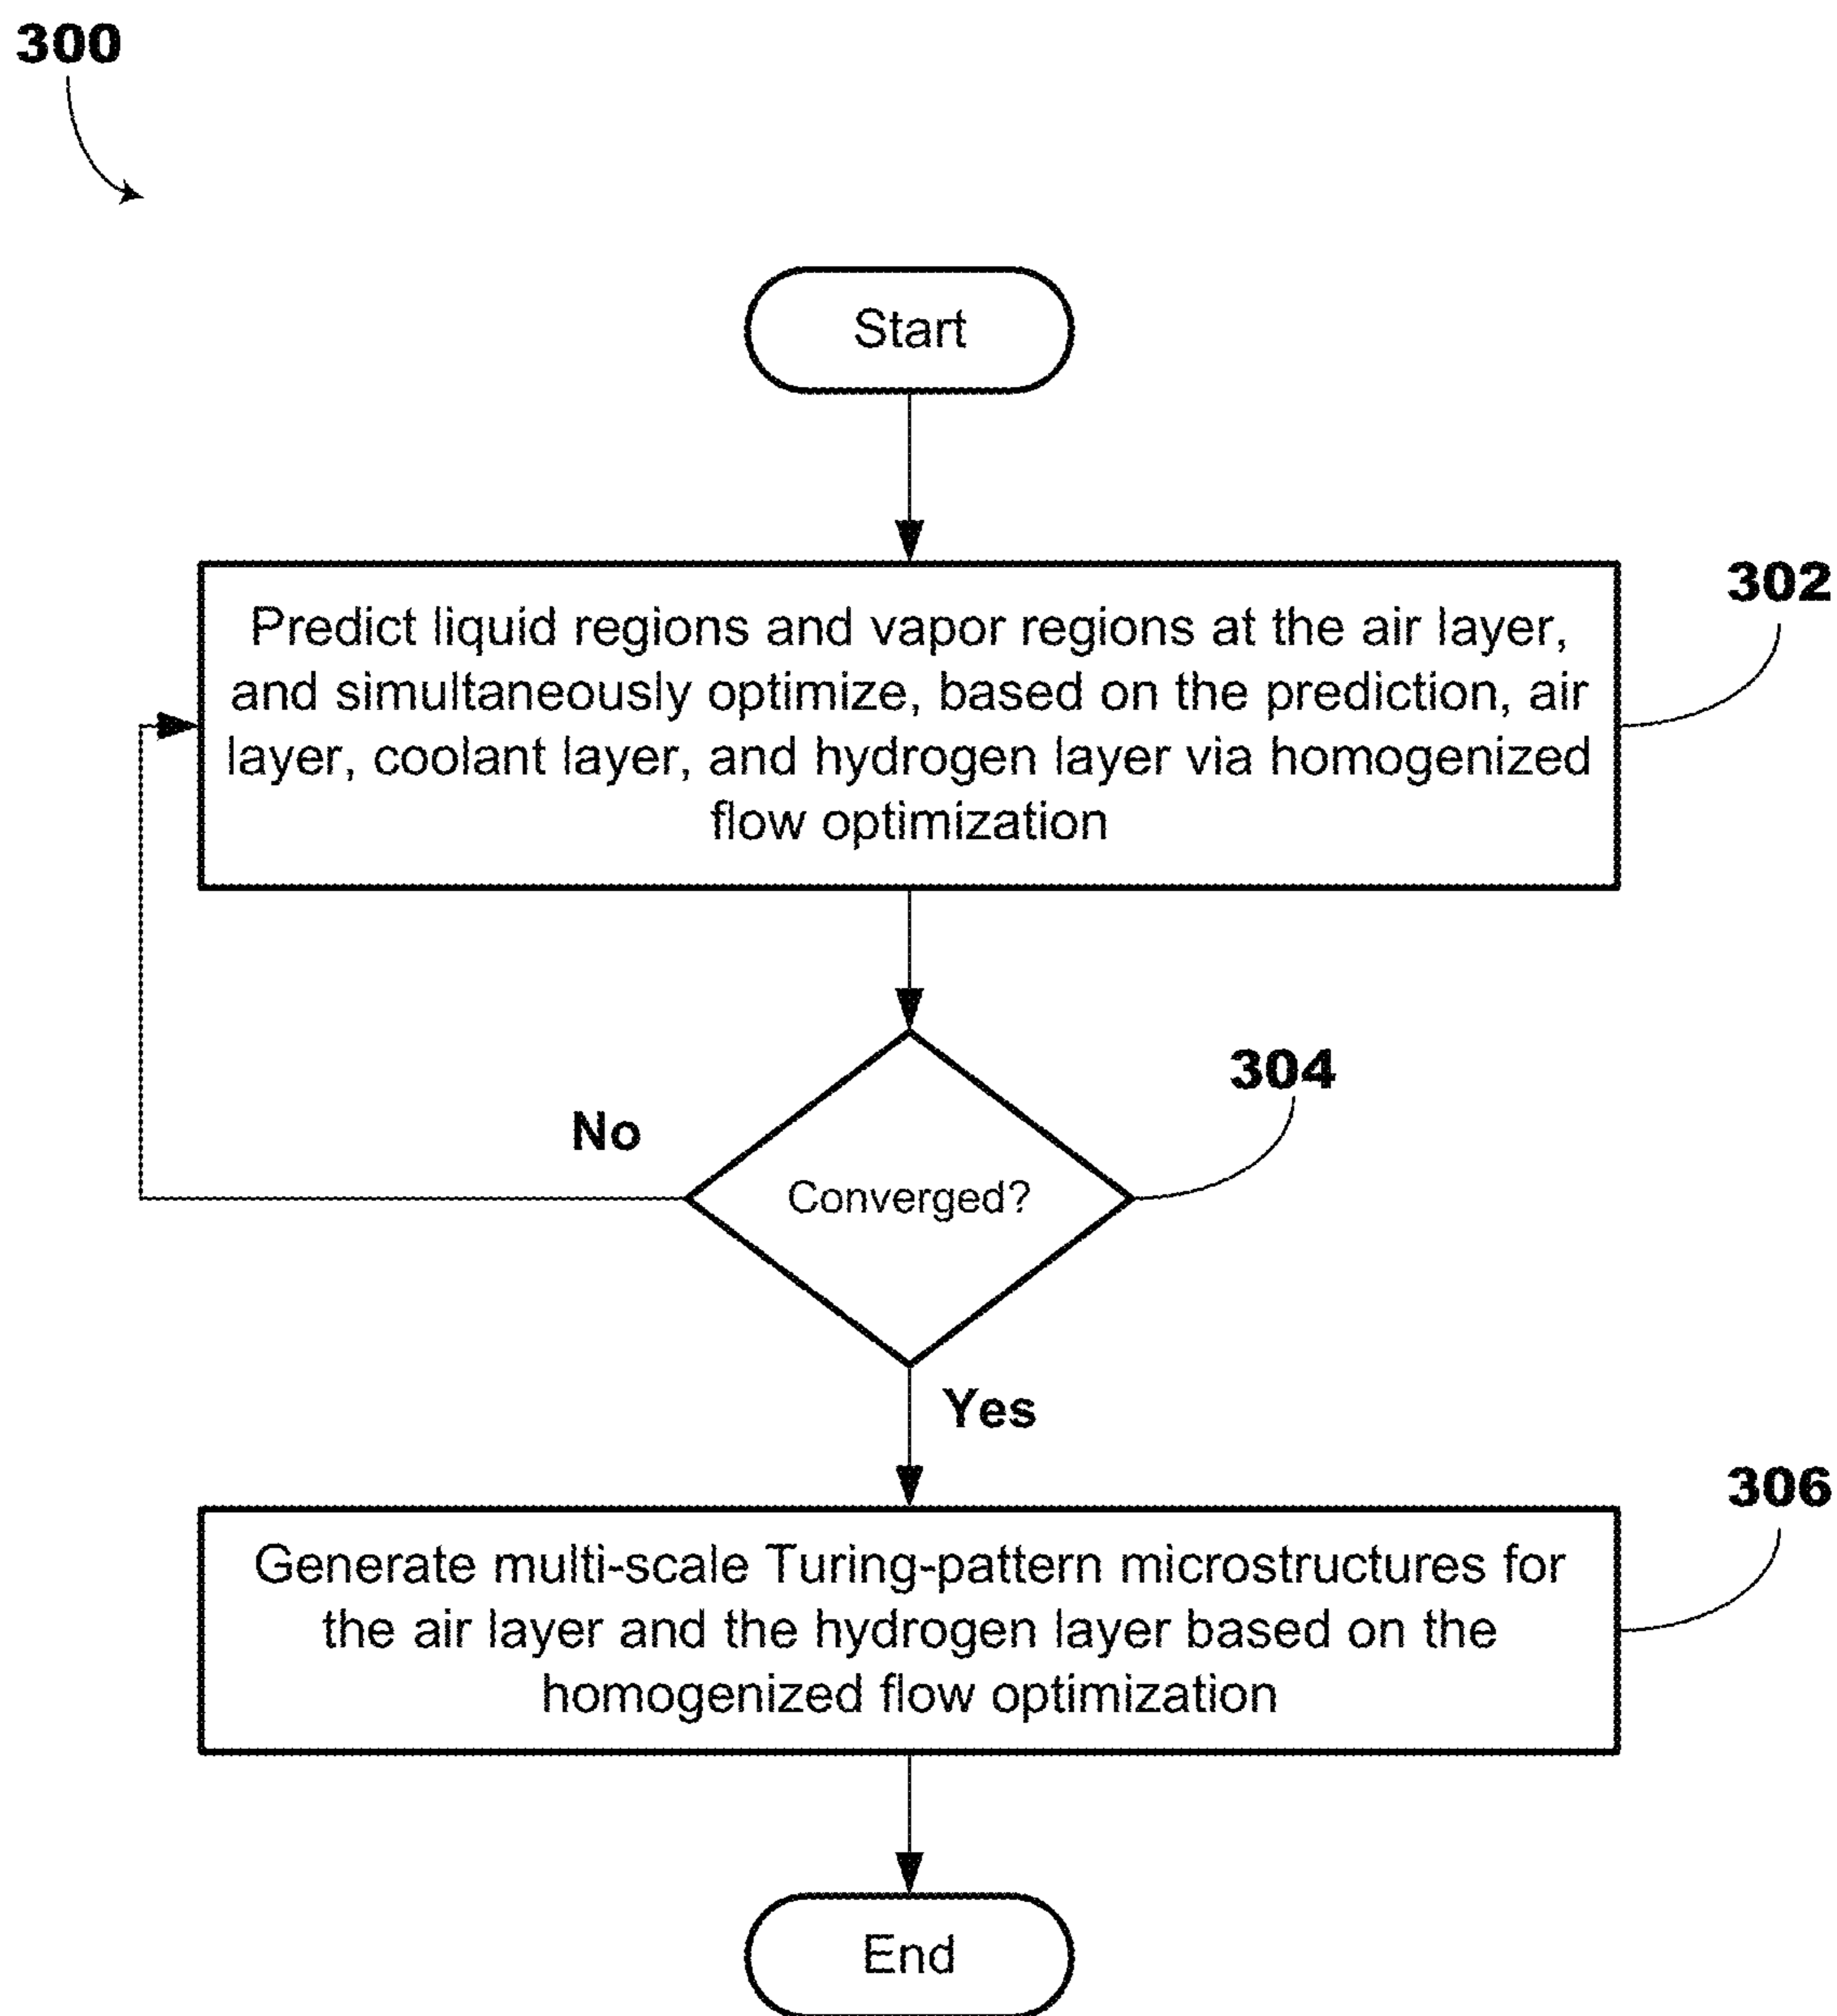 300
Start
302
Predict liquid regions and vapor regions at the air layer,
and simultaneously optimize, based on the prediction, air
layer, coolant layer, and hydrogen layer via homogenized
flow optimization
304
No
Converged?
Yes
306
Generate multi-scale Turing-pattern microstructures for
the air layer and the hydrogen layer based on the
homogenized flow optimization
End